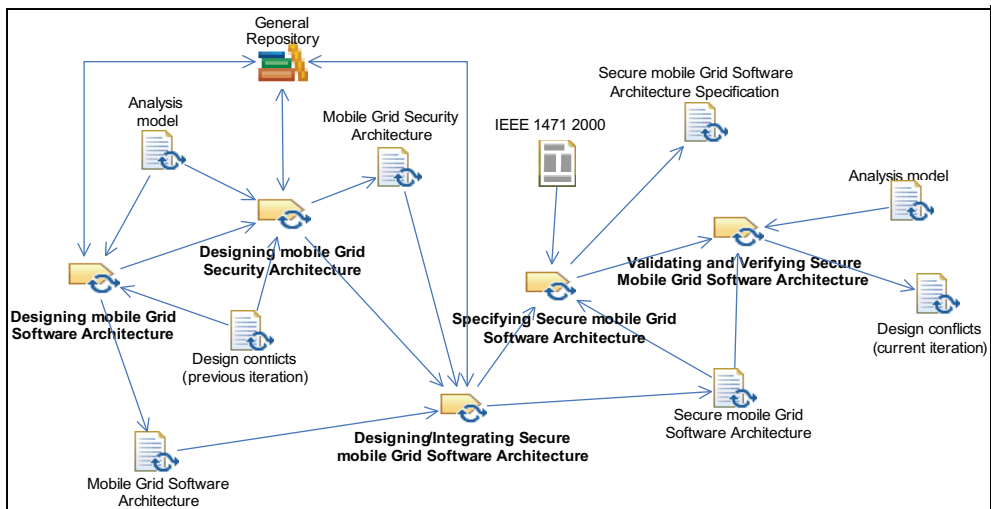 General
Repository
Analysis
model
Mobile Grid Security
Architecture
Secure mobile Grid Software
Architecture Specification
IEEE 1471 2000
Analysis model
Designing mobile Grid
Security Architecture
Validating and Verifying Secure
Mobile Grid Software Architecture
Designing mobile Grid
Software Architecture
Specifying Secure mobile Grid
Software Architecture
Design conflicts
(previous iteration)
Design conflicts
(current iteration)
Secure mobile Grid
Software Architecture
Designing/Integrating Secure
mobile Grid Software Architecture
Mobile Grid Software
Architecture